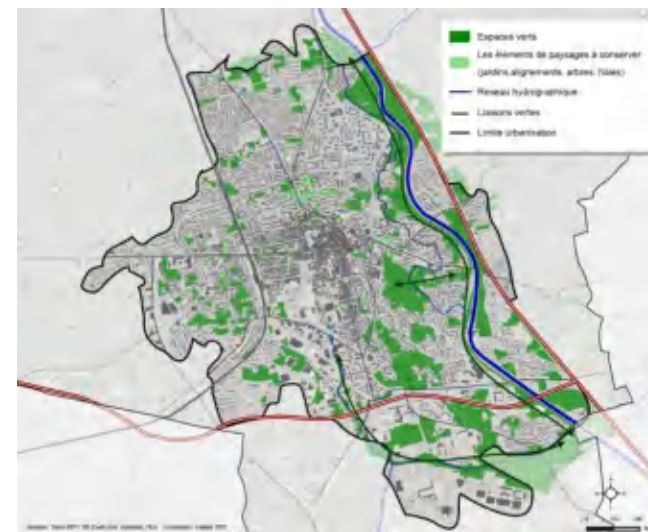 Espaces verts
Les éléments de paysages à conserver
(jardins alignements, arbres, haies)
Réseau hydrographique
Liaisons vertes
Limite urbanisation